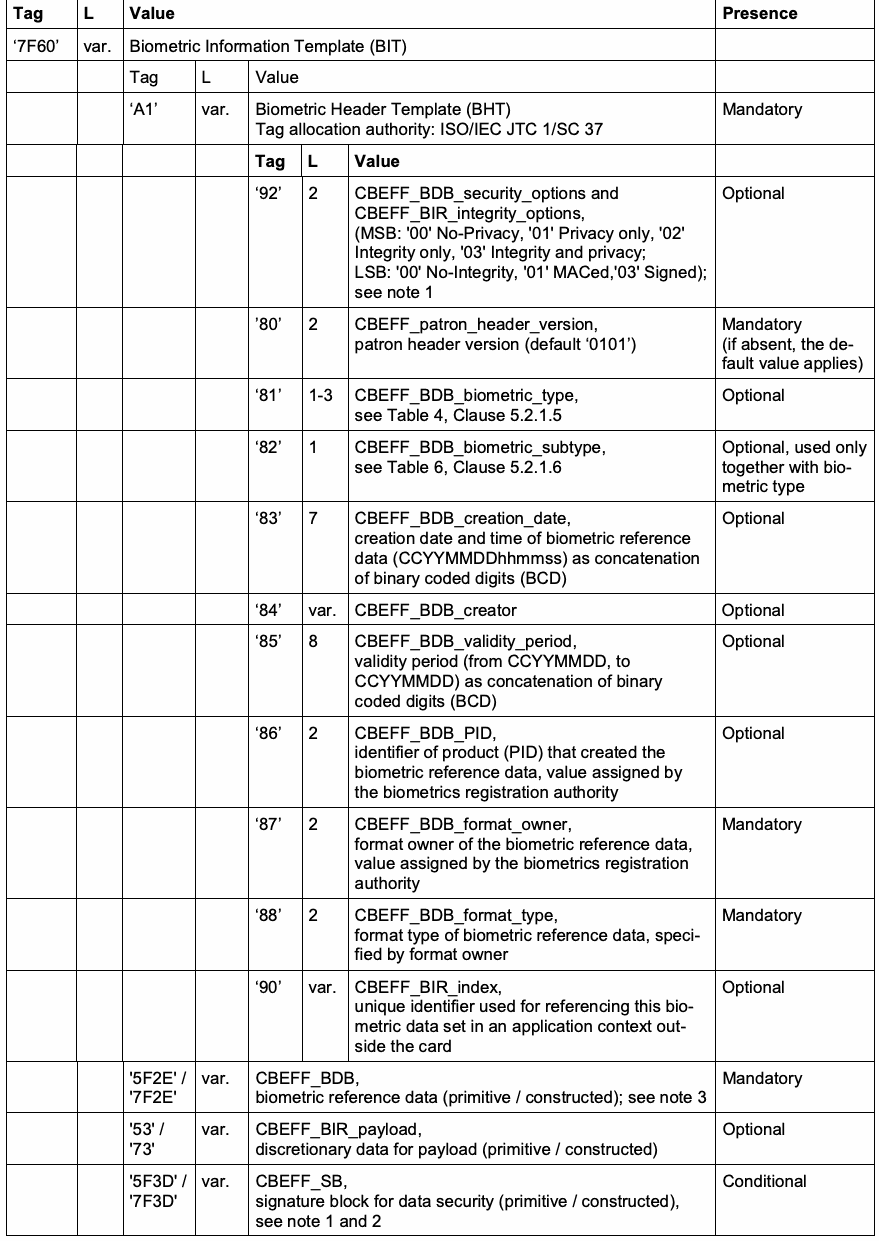 Tag L Value Presence
‘7F60’ var. Biometric Information Template (BIT)
Tag L Value
‘A1’ var. Biometric Header Template (BHT) Mandatory
Tag allocation authority: ISO/IEC JTC 1/SC 37
Tag L Value
‘92’ 2 CBEFF_BDB_security_options and Optional
CBEFF_BIR_integrity_options,
(MSB: '00' No-Privacy, '01' Privacy only, '02'
Integrity only, '03' Integrity and privacy;
LSB: '00' No-Integrity, '01' MACed,'03' Signed);
see note 1
’80’ 2 CBEFF_patron_header_version, Mandatory
patron header version (default ‘0101’) (if absent, the de-
fault value applies)
‘81’ 1-3 CBEFF_BDB_biometric_type, Optional
see Table 4, Clause 5.2.1.5
‘82’ 1 CBEFF_BDB_biometric_subtype, Optional, used only
see Table 6, Clause 5.2.1.6 together with bio-
metric type
‘83’ 7 CBEFF_BDB_creation_date, Optional
creation date and time of biometric reference
data (CCYYMMDDhhmmss) as concatenation
of binary coded digits (BCD)
‘84’ var. CBEFF_BDB_creator Optional
‘85’ 8 CBEFF_BDB_validity_period, Optional
validity period (from CCYYMMDD, to
CCYYMMDD) as concatenation of binary
coded digits (BCD)
‘86’ 2 CBEFF_BDB_PID, Optional
identifier of product (PID) that created the
biometric reference data, value assigned by
the biometrics registration authority
‘87’ 2 CBEFF_BDB_format_owner, Mandatory
format owner of the biometric reference data,
value assigned by the biometrics registration
authority
‘88’ 2 CBEFF_BDB_format_type, Mandatory
format type of biometric reference data, speci-
fied by format owner
‘90’ var. CBEFF_BIR_index, Optional
unique identifier used for referencing this bio-
metric data set in an application context out-
side the card
'5F2E' / var. CBEFF_BDB, Mandatory
'7F2E' biometric reference data (primitive / constructed); see note 3
'53' / var. CBEFF_BIR_payload, Optional
'73' discretionary data for payload (primitive / constructed)
'5F3D' / var. CBEFF_SB, Conditional
'7F3D' signature block for data security (primitive / constructed),
see note 1 and 2